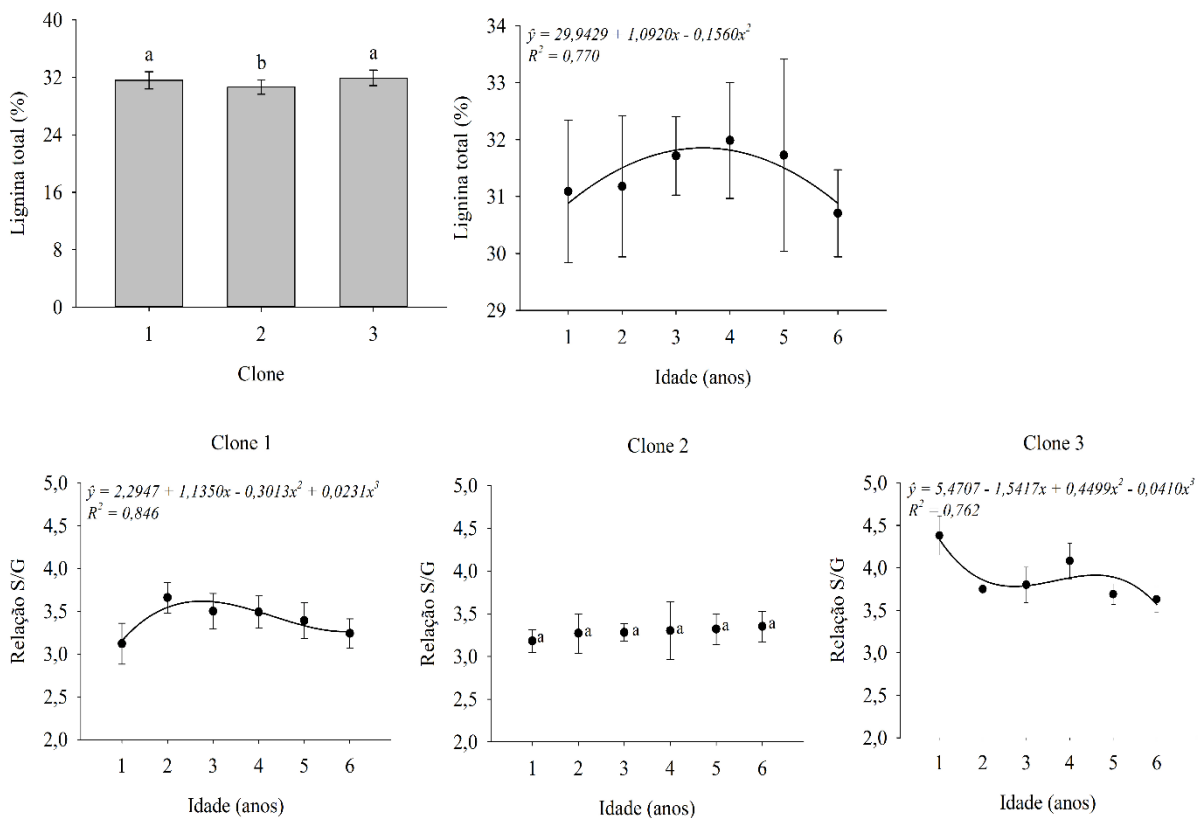 40
32
24
16
8
0
Lignina total (%)
a
b
a
1 2 3
Clone
34
33
32
31
30
29
Lignina total (%)
ŷ = 29,9429 + 1,0920x - 0,1560x²
R² = 0,770
1 2 3 4 5 6
Idade (anos)
Clone 1
5,0
4,5
4,0
3,5
3,0
2,5
2,0
Relação S/G
ŷ = 2,2947 + 1,1350x - 0,3013x² + 0,0231x³
R² = 0,846
1 2 3 4 5 6
Idade (anos)
Clone 2
5,0
4,5
4,0
3,5
3,0
2,5
2,0
Relação S/G
a a a a a a
1 2 3 4 5 6
Idade (anos)
Clone 3
5,0
4,5
4,0
3,5
3,0
2,5
2,0
Relação S/G
ŷ = 5,4707 - 1,5417x + 0,4499x² - 0,0410x³
R² = 0,762
1 2 3 4 5 6
Idade (anos)